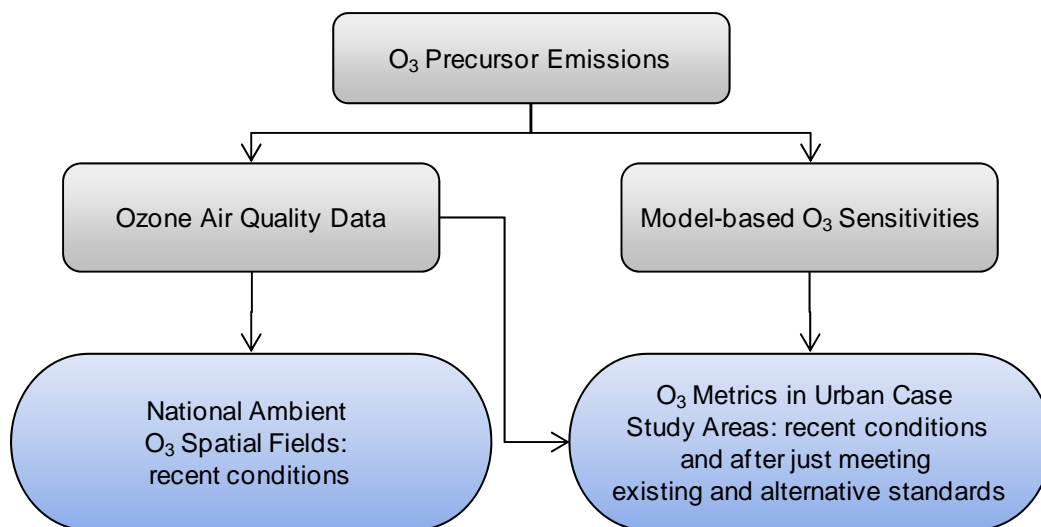 O₃ Precursor Emissions
Ozone Air Quality Data
Model-based O₃ Sensitivities
National Ambient
O₃ Spatial Fields:
recent conditions
O₃ Metrics in Urban Case
Study Areas: recent conditions
and after just meeting
existing and alternative standards